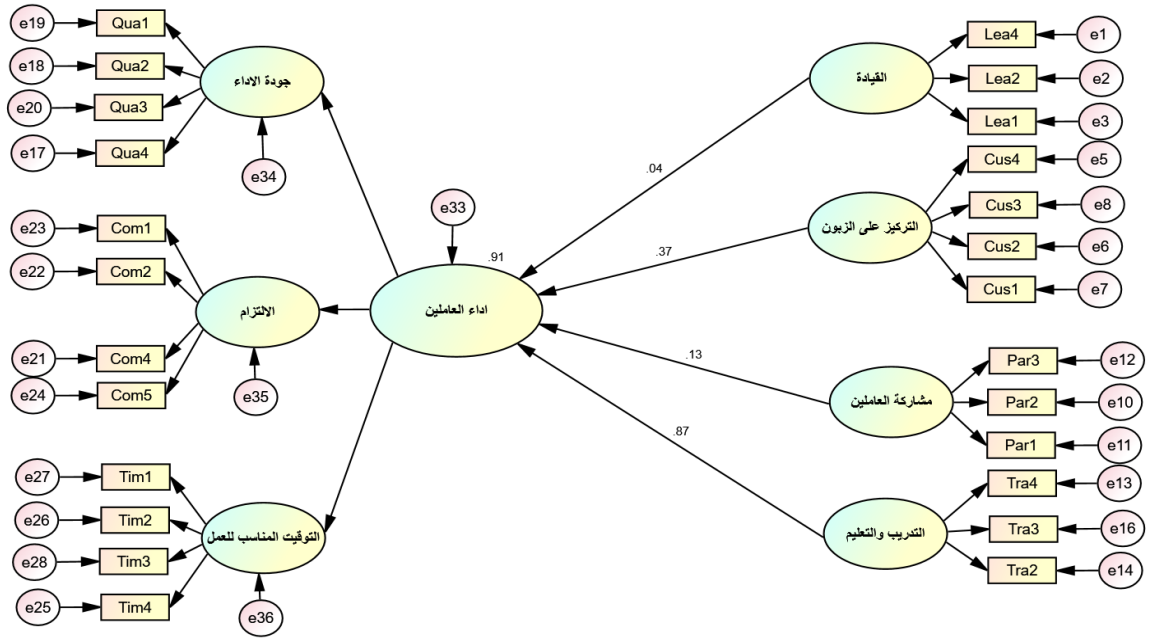 e19
Qua1
e18
Qua2
e20
Qua3
e17
Qua4
جودة الاداء
e34
e23
Com1
e22
Com2
e21
Com4
e24
Com5
الالتزام
e35
e27
Tim1
e26
Tim2
e28
Tim3
e25
Tim4
التوقيت المناسب للعمل
e36
e33
.91
اداء العاملين
.04
.37
.13
.87
القيادة
Lea4
e1
Lea2
e2
Lea1
e3
التركيز على الزبون
Cus4
e5
Cus3
e8
Cus2
e6
Cus1
e7
مشاركة العاملين
Par3
e12
Par2
e10
Par1
e11
التدريب والتعليم
Tra4
e13
Tra3
e16
Tra2
e14